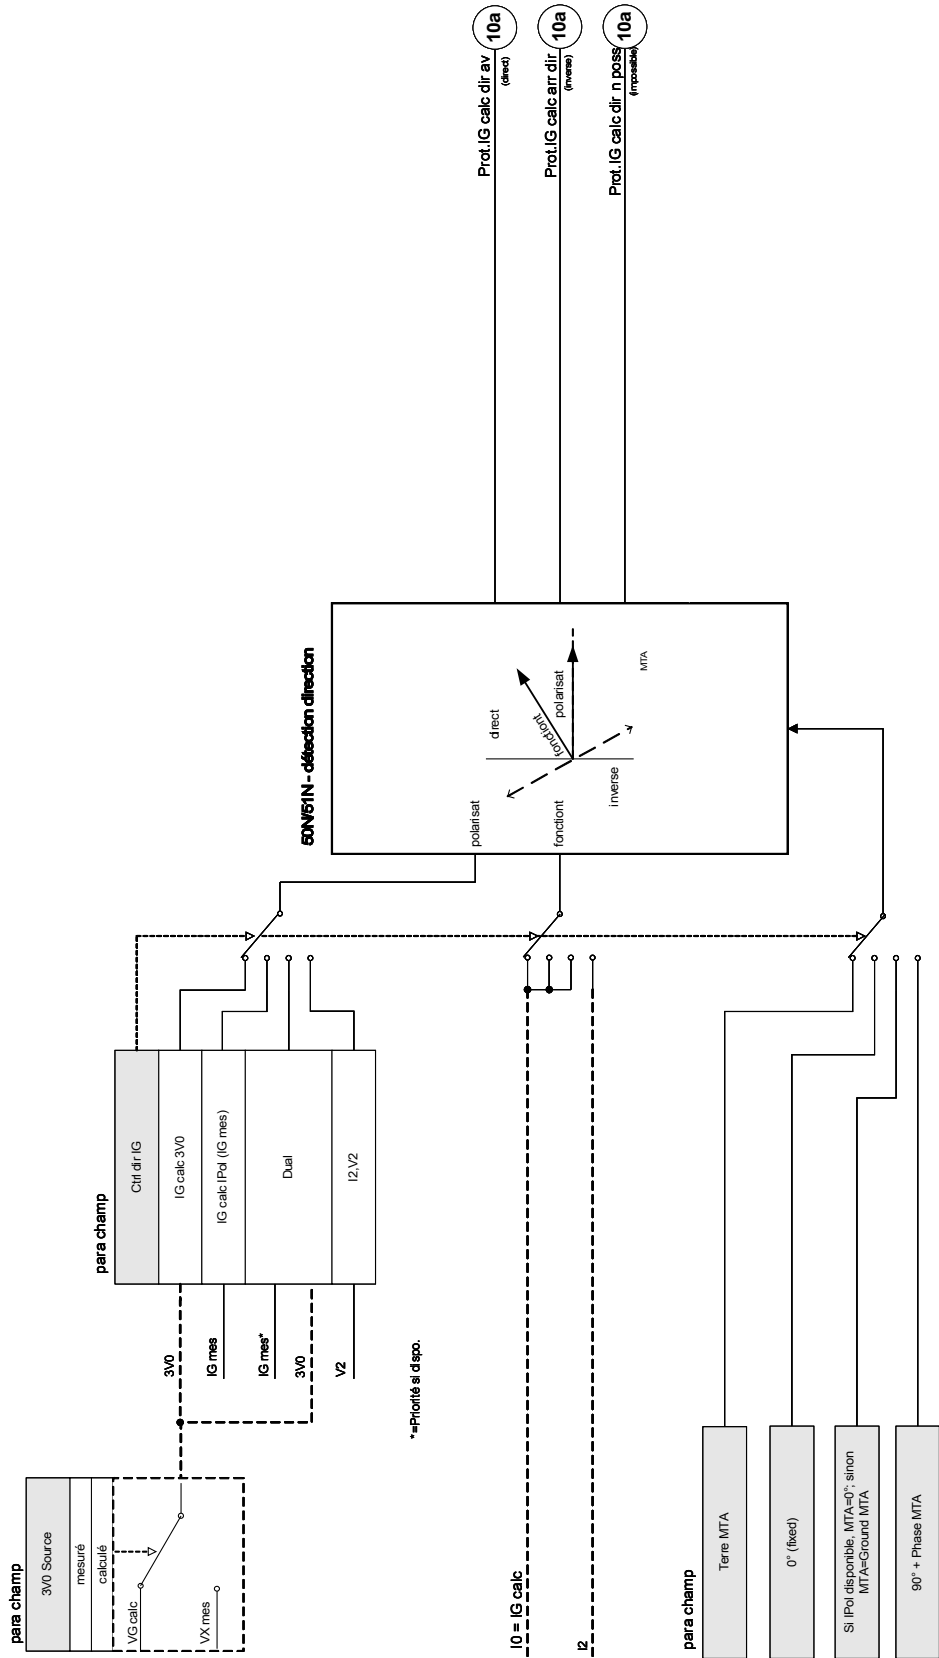 para champ
3V0 Source
mesuré
calculé
VG calc
VX mes
para champ
Ctrl dir IG
IG calc 3V0
IG calc IPol (IG mes)
Dual
I2,V2
3V0
IG mes
IG mes*
3V0
V2
*=Priorité si dispo.
I0 = IG calc
I2
para champ
Terre MTA
0° (fixed)
Si IPol disponible, MTA=0°; sinon
MTA=Ground MTA
90° + Phase MTA
50N/51N - détection direction
polarisat
fonctiont
direct
inverse
fonctiont
polarisat
MTA
Prot.IG calc dir av
(direct)
10a
Prot.IG calc arr dir
(inverse)
10a
Prot.IG calc dir n poss
(impossible)
10a